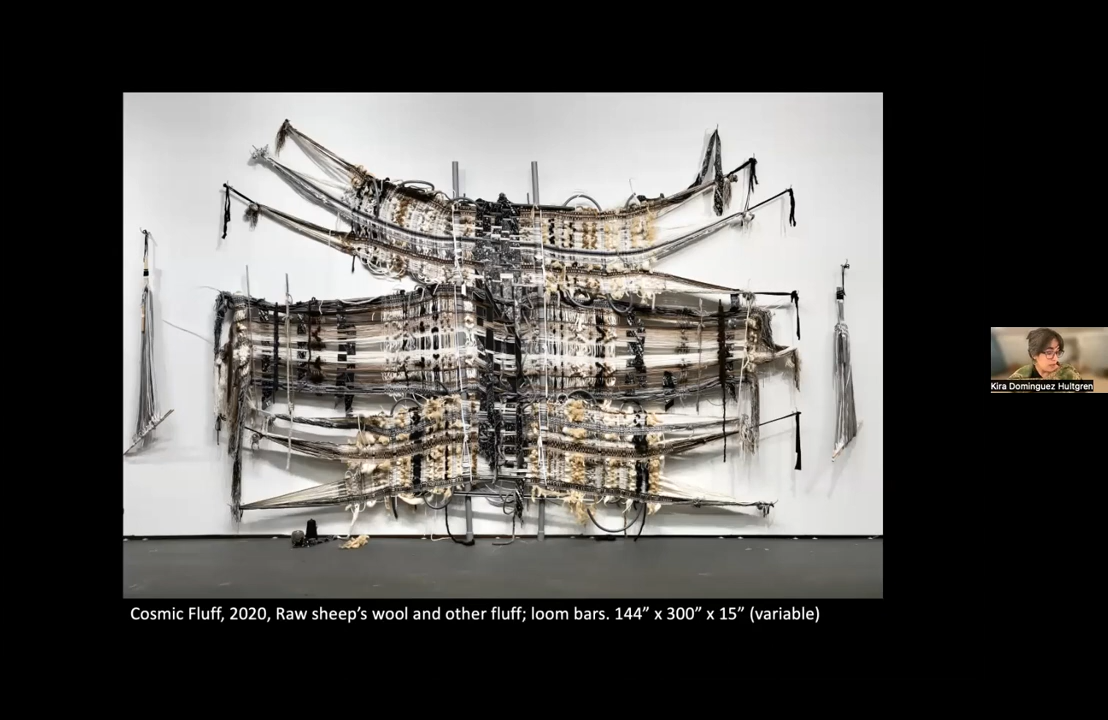 Cosmic Fluff, 2020, Raw sheep’s wool and other fluff; loom bars. 144” x 300” x 15” (variable)
Kira Dominguez Hultgren